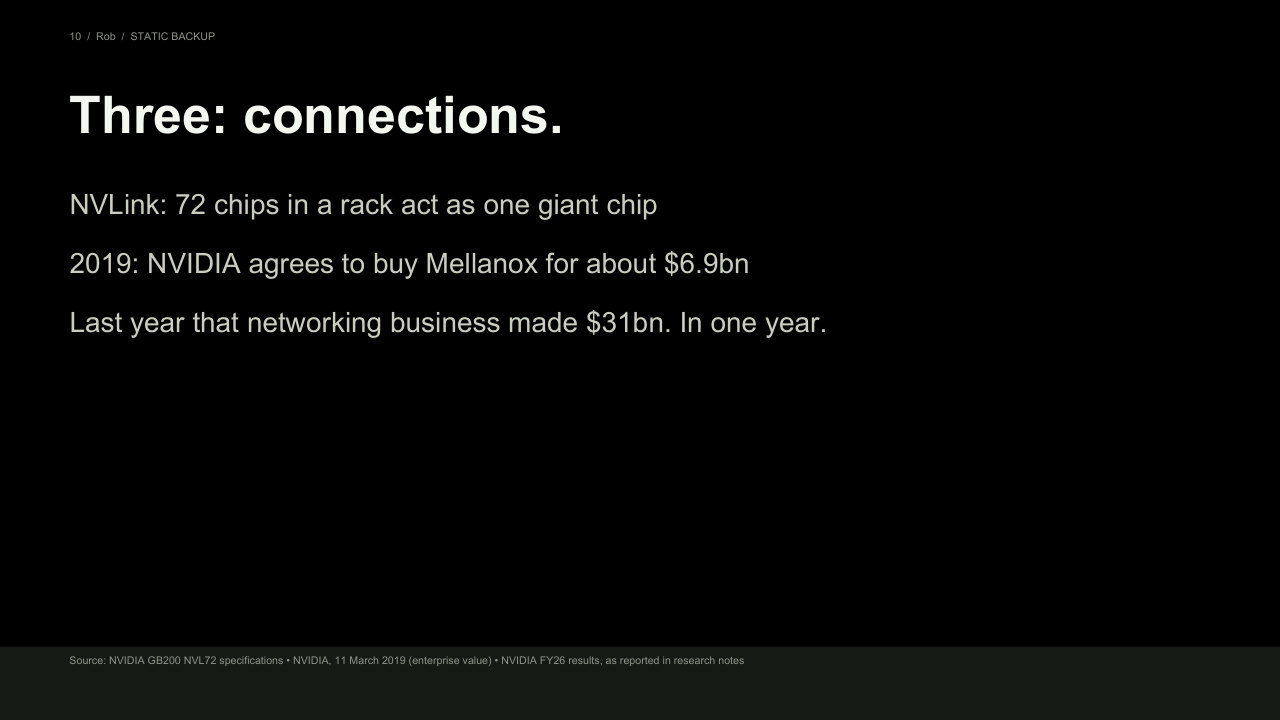 10 / Rob / STATIC BACKUP
Three: connections.
NVLink: 72 chips in a rack act as one giant chip
2019: NVIDIA agrees to buy Mellanox for about $6.9bn
Last year that networking business made $31bn. In one year.
Source: NVIDIA GB200 NVL72 specifications • NVIDIA, 11 March 2019 (enterprise value) • NVIDIA FY26 results, as reported in research notes